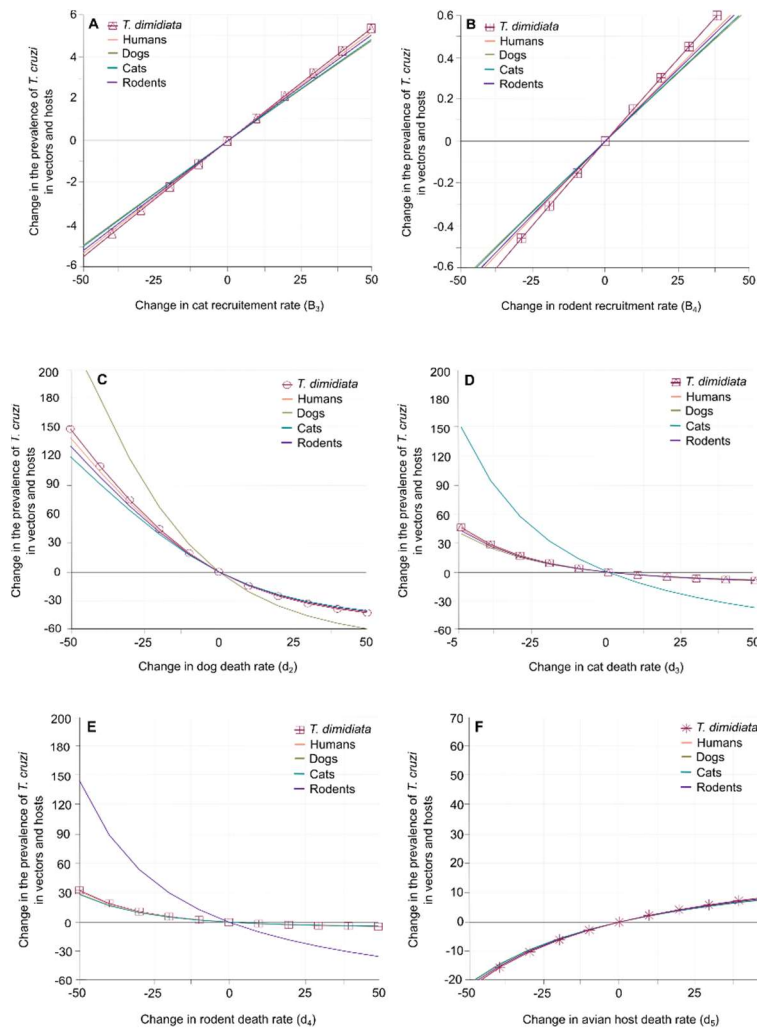 A
T. dimidiata
Humans
Dogs
Cats
Rodents
Change in the prevalence of T. cruzi
in vectors and hosts
6
4
2
0
-2
-4
6
-50
-25
0
25
50
Change in cat recruitement rate (B3)
B
T. dimidiata
Humans
Dogs
Cats
Rodents
Change in the prevalence of T. cruzi
in vectors and hosts
0.6
0.4
0.2
0
-0.2
-0.4
-0.6
50
-25
0
25
50
Change in rodent recruitment rate (B4)
C
T. dimidiata
Humans
Dogs
Cats
Rodents
Change in the prevalence of T. cruzi
in vectors and hosts
200
180
150
120
90
60
30
0
-30
-60
-50
-25
0
25
50
Change in dog death rate (d2)
D
T. dimidiata
Humans
Dogs
Cats
Rodents
Change in the prevalence of T. cruzi
in vectors and hosts
200
180
150
120
90
60
30
0
-30
-60
-5
-25
0
25
50
Change in cat death rate (d3)
E
T. dimidiata
Humans
Dogs
Cats
Rodents
Change in the prevalence of T. cruzi
in vectors and hosts
200
180
150
120
90
60
30
0
-30
-60
-50
-25
0
25
50
Change in rodent death rate (d4)
F
T. dimidiata
Humans
Dogs
Cats
Rodents
Change in the prevalence of T. cruzi
in vectors and hosts
70
60
50
40
30
20
10
0
-10
-20
50
-25
0
25
50
Change in avian host death rate (d5)